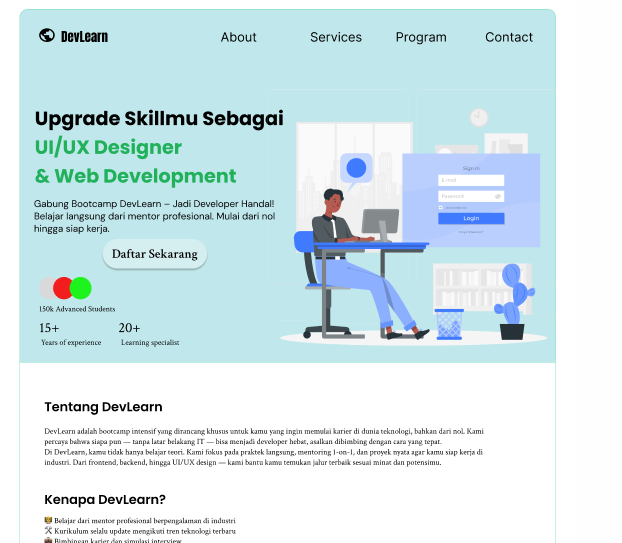 DevLearn
About Services Program Contact
Upgrade Skillmu Sebagai
UI/UX Designer
& Web Development
Gabung Bootcamp DevLearn – Jadi Developer Handal!
Belajar langsung dari mentor profesional. Mulai dari nol
hingga siap kerja.
Daftar Sekarang
150k Advanced Students
15+ 20+
Years of experience Learning specialist
Sign In
E-mail
Password
Login
Tentang DevLearn
DevLearn adalah bootcamp intensif yang dirancang khusus untuk kamu yang ingin memulai karier di dunia teknologi, bahkan dari nol. Kami
percaya bahwa siapa pun — tanpa latar belakang IT — bisa menjadi developer hebat, asalkan dibimbing dengan cara yang tepat.
Di DevLearn, kamu tidak hanya belajar teori. Kami fokus pada praktek langsung, mentoring 1-on-1, dan proyek nyata agar kamu siap kerja di
industri. Dari frontend, backend, hingga UI/UX design — kami bantu kamu temukan jalur terbaik sesuai minat dan potensimu.
Kenapa DevLearn?
Belajar dari mentor profesional berpengalaman di industri
Kurikulum selalu update mengikuti tren teknologi terbaru
Bimbingan karier dan simulasi interview